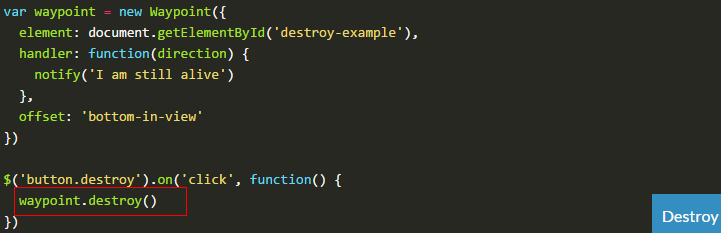 var waypoint = new Waypoint({
  element: document.getElementById('destroy-example'),
  handler: function(direction) {
    notify('I am still alive')
  },
  offset: 'bottom-in-view'
})

$('button.destroy').on('click', function() {
  waypoint.destroy()
})
Destroy